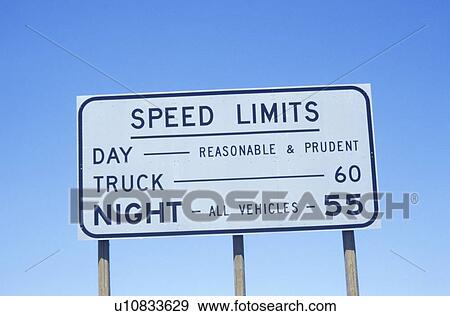 SPEED LIMITS
DAY — REASONABLE & PRUDENT
TRUCK — 60
NIGHT - ALL VEHICLES - 55
FOTOSEARCH®
u10833629 www.fotosearch.com